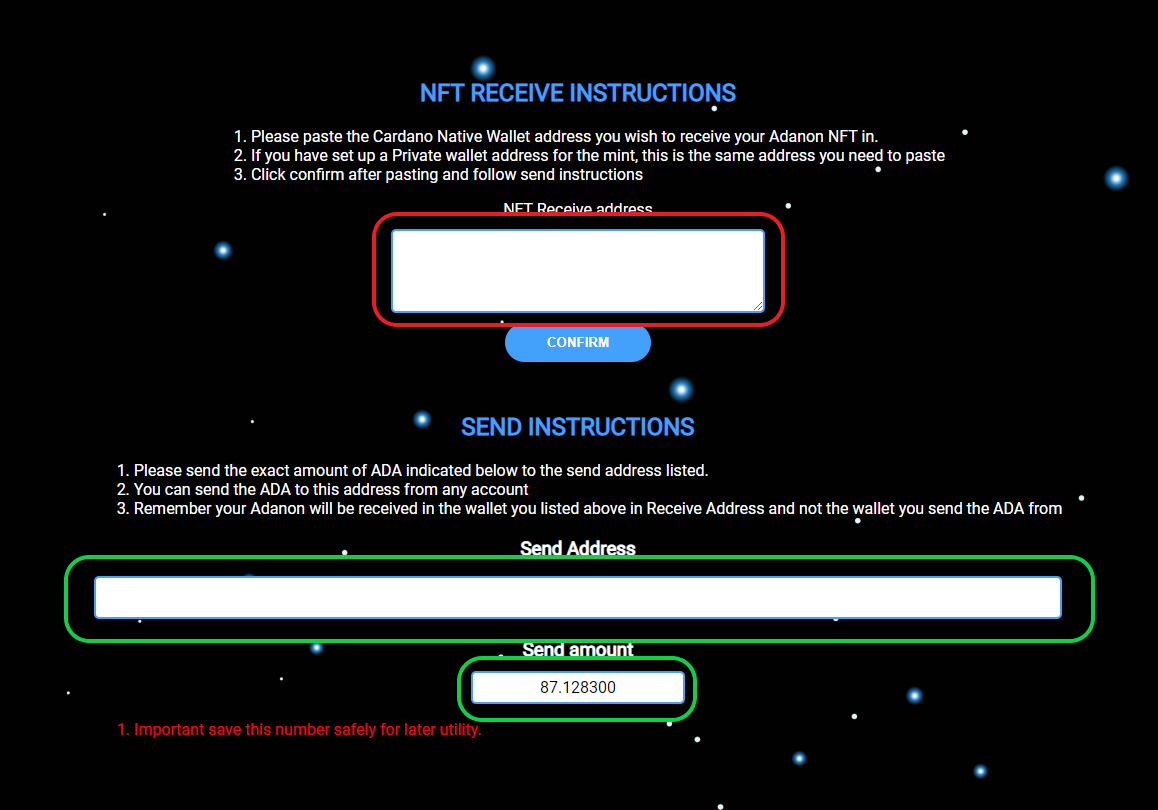 NFT RECEIVE INSTRUCTIONS
1. Please paste the Cardano Native Wallet address you wish to receive your Adanon NFT in.
2. If you have set up a Private wallet address for the mint, this is the same address you need to paste
3. Click confirm after pasting and follow send instructions
NFT Receive address
CONFIRM
SEND INSTRUCTIONS
1. Please send the exact amount of ADA indicated below to the send address listed.
2. You can send the ADA to this address from any account
3. Remember your Adanon will be received in the wallet you listed above in Receive Address and not the wallet you send the ADA from
Send Address
Send amount
87.128300
1. Important save this number safely for later utility.